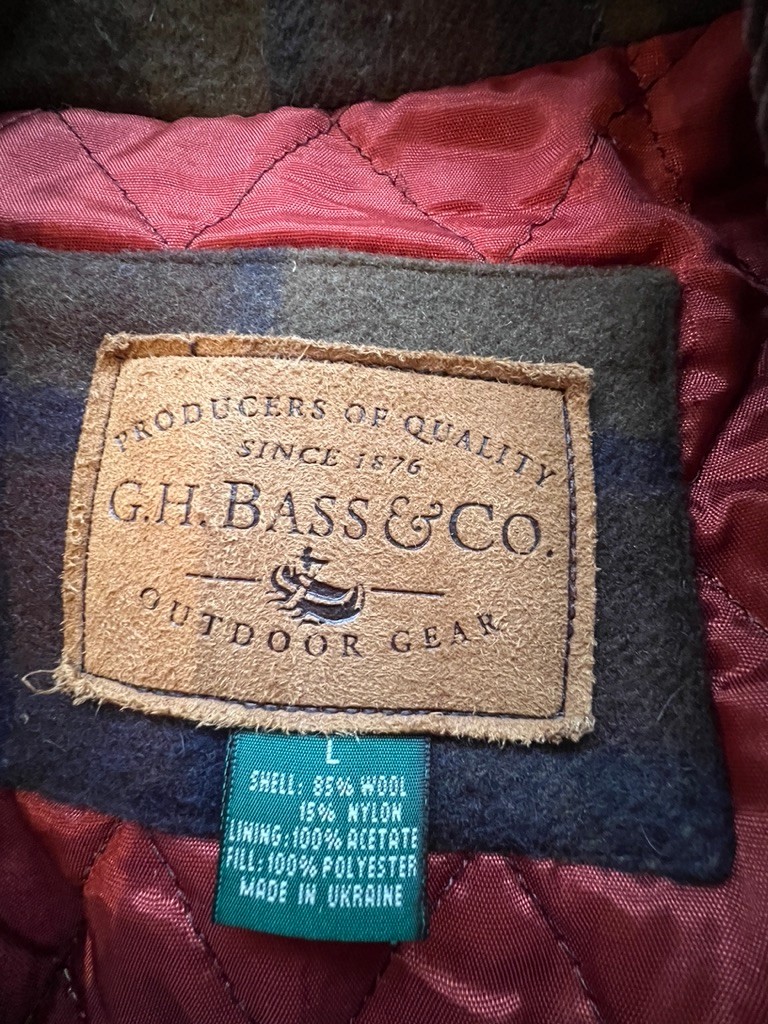 PRODUCERS OF QUALITY
SINCE 1876
G.H. BASS & CO.
OUTDOOR GEAR
L
SHELL: 85% WOOL
15% NYLON
LINING: 100% ACETATE
FILL: 100% POLYESTER
MADE IN UKRAINE